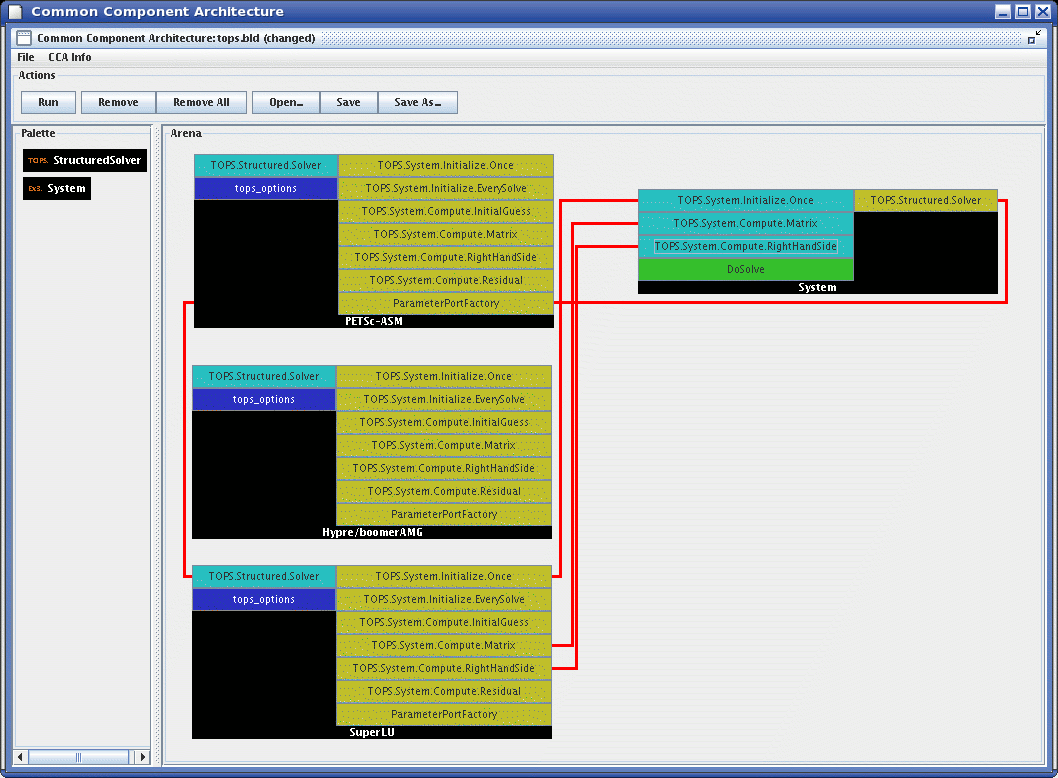 Common Component Architecture
Common Component Architecture:tops.bld (changed)
File CCA Info
Actions
Run Remove Remove All Open... Save Save As...
Palette
TOPS. StructuredSolver
Ex3. System
Arena
TOPS.Structured.Solver TOPS.System.Initialize.Once
tops_options TOPS.System.Initialize.EverySolve
TOPS.System.Compute.InitialGuess
TOPS.System.Compute.Matrix
TOPS.System.Compute.RightHandSide
TOPS.System.Compute.Residual
ParameterPortFactory
PETSc-ASM
TOPS.System.Initialize.Once TOPS.Structured.Solver
TOPS.System.Compute.Matrix
TOPS.System.Compute.RightHandSide
DoSolve
System
TOPS.Structured.Solver TOPS.System.Initialize.Once
tops_options TOPS.System.Initialize.EverySolve
TOPS.System.Compute.InitialGuess
TOPS.System.Compute.Matrix
TOPS.System.Compute.RightHandSide
TOPS.System.Compute.Residual
ParameterPortFactory
Hypre/boomerAMG
TOPS.Structured.Solver TOPS.System.Initialize.Once
tops_options TOPS.System.Initialize.EverySolve
TOPS.System.Compute.InitialGuess
TOPS.System.Compute.Matrix
TOPS.System.Compute.RightHandSide
TOPS.System.Compute.Residual
ParameterPortFactory
SuperLU